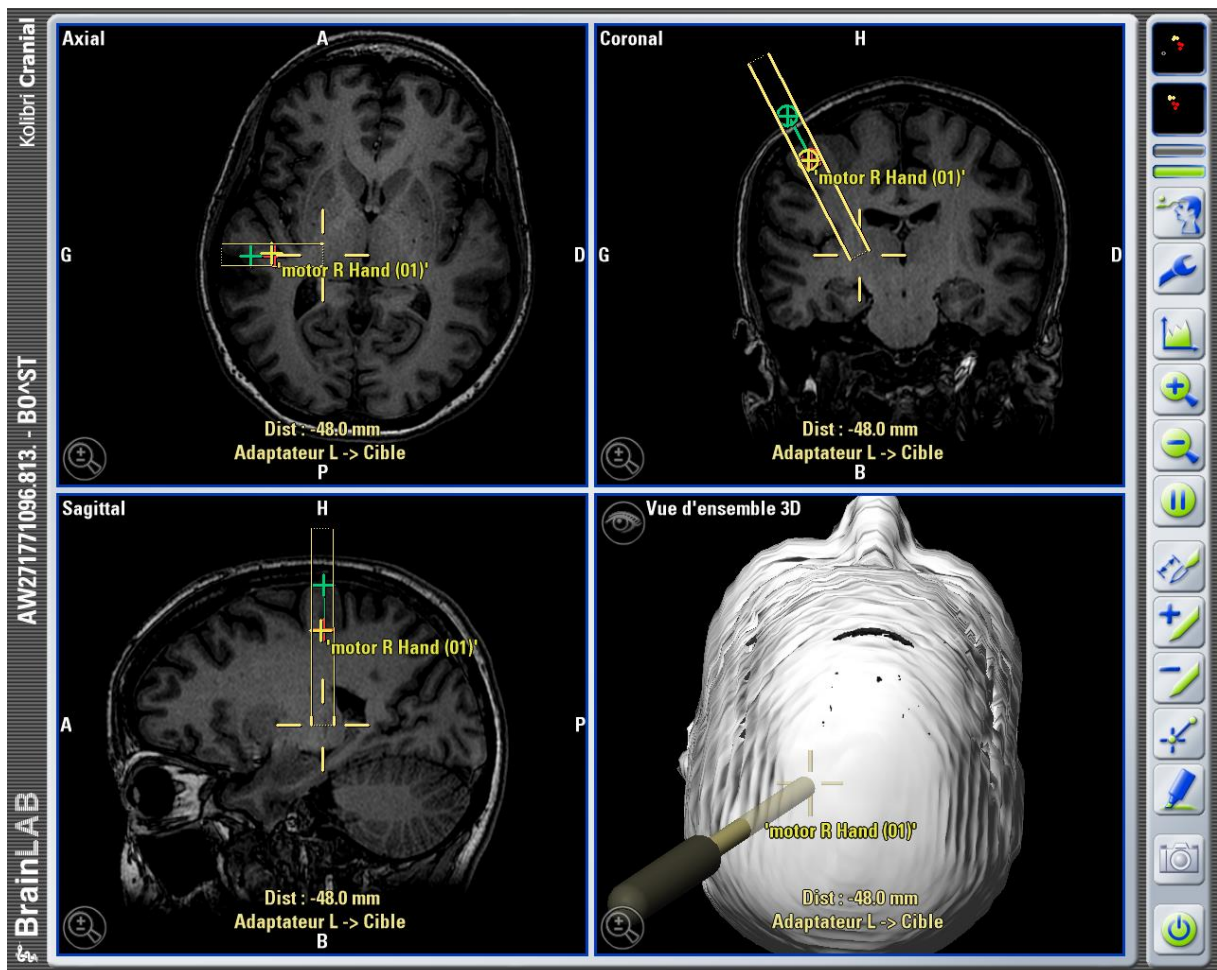 Kolibri Cranial
AW271771096.813. - B0^ST
BrainLAB
Axial
A
G
D
'motor R Hand (01)'
Dist : -48.0 mm
Adaptateur L -> Cible
P
Coronal
H
G
D
'motor R Hand (01)'
Dist : -48.0 mm
Adaptateur L -> Cible
B
Sagittal
H
A
P
'motor R Hand (01)'
Dist : -48.0 mm
Adaptateur L -> Cible
B
Vue d'ensemble 3D
'motor R Hand (01)'
Dist : -48.0 mm
Adaptateur L -> Cible